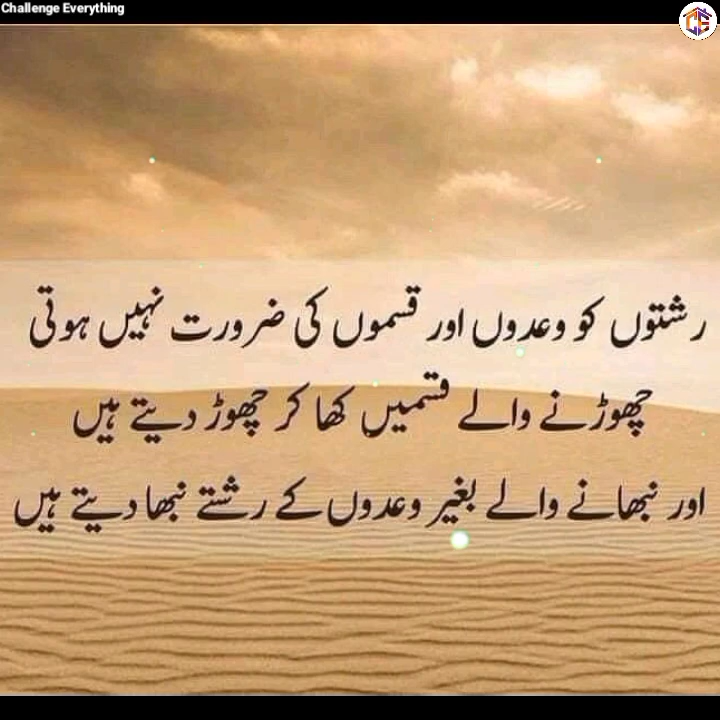 Challenge Everything
رشتوں کو وعدوں اور قسموں کی ضرورت نہیں ہوتی
چھوڑنے والے قسمیں کھا کر چھوڑ دیتے ہیں
اور نبھانے والے بغیر وعدوں کے رشتے نبھا دیتے ہیں